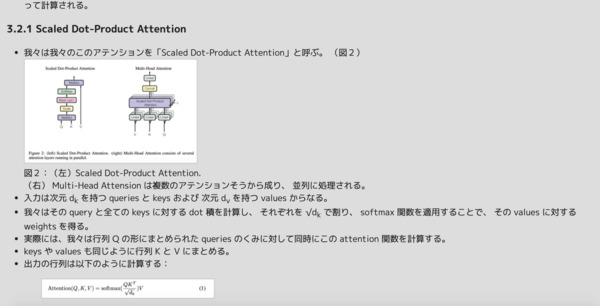 って計算される。
3.2.1 Scaled Dot-Product Attention
• 我々は我々のこのアテンションを「Scaled Dot-Product Attention」と呼ぶ。（図２）
Scaled Dot-Product Attention
Multi-Head Attention
Linear
Concat
Scaled Dot-Product
Attention
Linear Linear Linear
Q K V
V K Q
Figure 2: (left) Scaled Dot-Product Attention. (right) Multi-Head Attention consists of several
attention layers running in parallel.
図２：（左）Scaled Dot-Product Attention.
（右） Multi-Head Attension は複数のアテンションそうから成り、 並列に処理される。
• 入力は次元 dk を持つ queries と keys および 次元 dv を持つ values からなる。
• 我々はその query と全ての keys に対する dot 積を計算し、 それぞれを √dk で割り、 softmax 関数を適用することで、 その values に対する
weights を得る。
• 実際には、我々は行列 Q の形にまとめられた queries のくみに対して同時にこの attention 関数を計算する。
• keys や values も同じように行列 K と V にまとめる。
• 出力の行列は以下のように計算する：
Attention(Q, K, V) = softmax(QK^T/√dk)V (1)